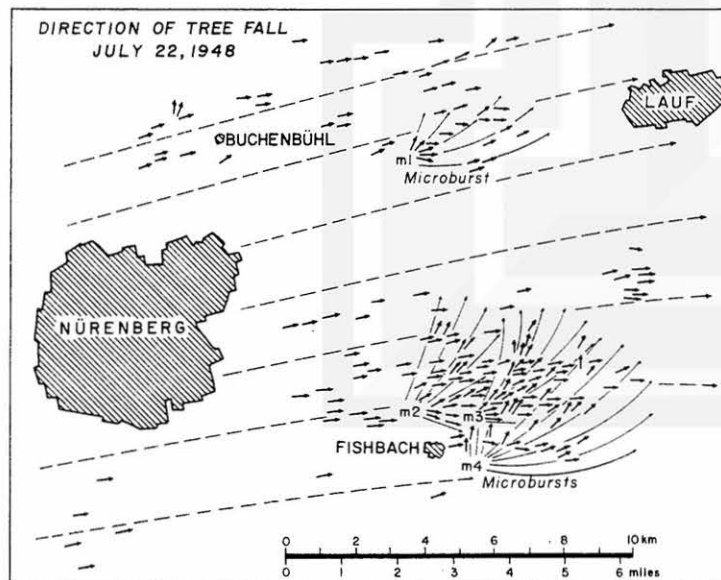 DIRECTION OF TREE FALL
JULY 22, 1948
LAUF
BUCHENBÜHL
m1
Microburst
NÜRENBERG
m2
m3
FISHBACH
m4
Microbursts
0 2 4 6 8 10 km
0 1 2 3 4 5 6 miles